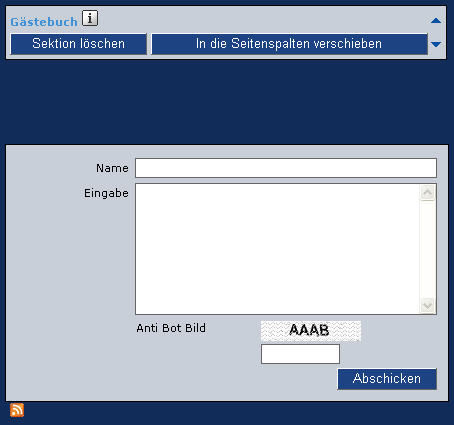 Gästebuch i
Sektion löschen In die Seitenspalten verschieben
Name
Eingabe
Anti Bot Bild AAAB
Abschicken